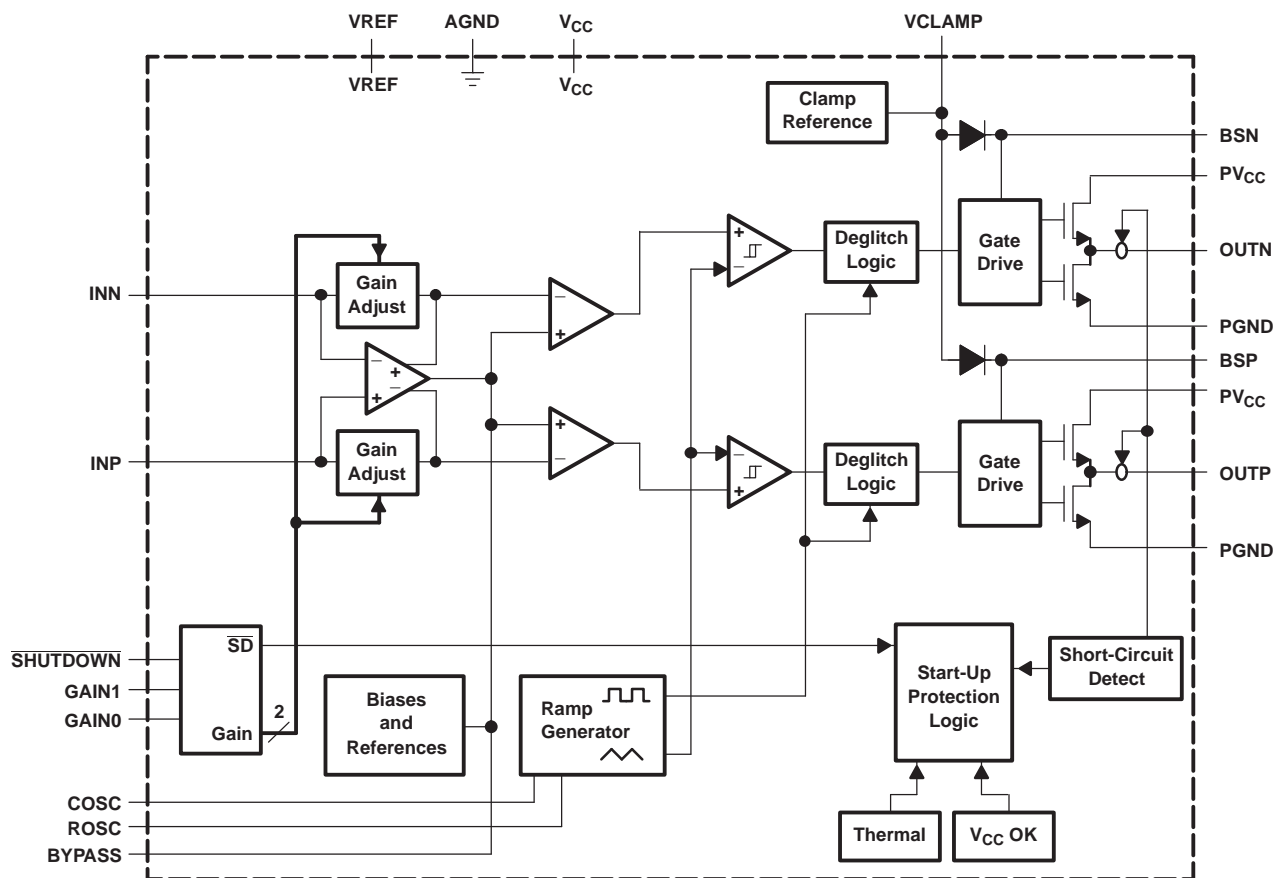 VREF
AGND
VCC
VCLAMP
VREF
VCC
Clamp
Reference
BSN
PVCC
+
−
Deglitch
Logic
Gate
Drive
OUTN
INN
Gain
Adjust
−
+
PGND
BSP
−
+
−
+
PVCC
INP
Gain
Adjust
+
−
−
+
Deglitch
Logic
Gate
Drive
OUTP
PGND
SHUTDOWN
GAIN1
GAIN0
SD
Gain
2
Biases
and
References
Ramp
Generator
Start-Up
Protection
Logic
Short-Circuit
Detect
COSC
ROSC
BYPASS
Thermal
VCC OK